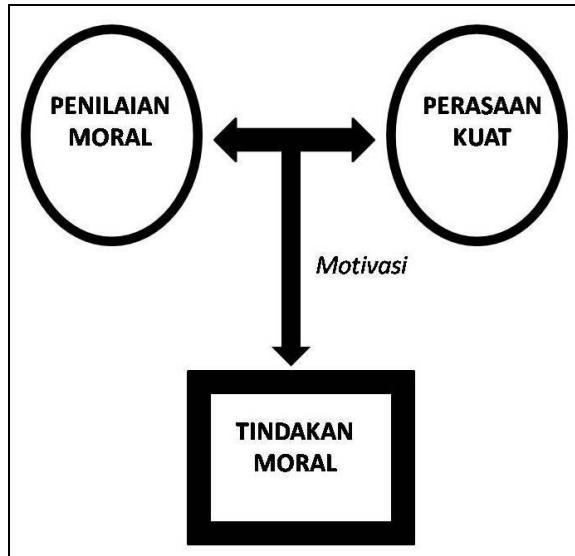 PENILAIAN
MORAL
PERASAAN
KUAT
Motivasi
TINDAKAN
MORAL